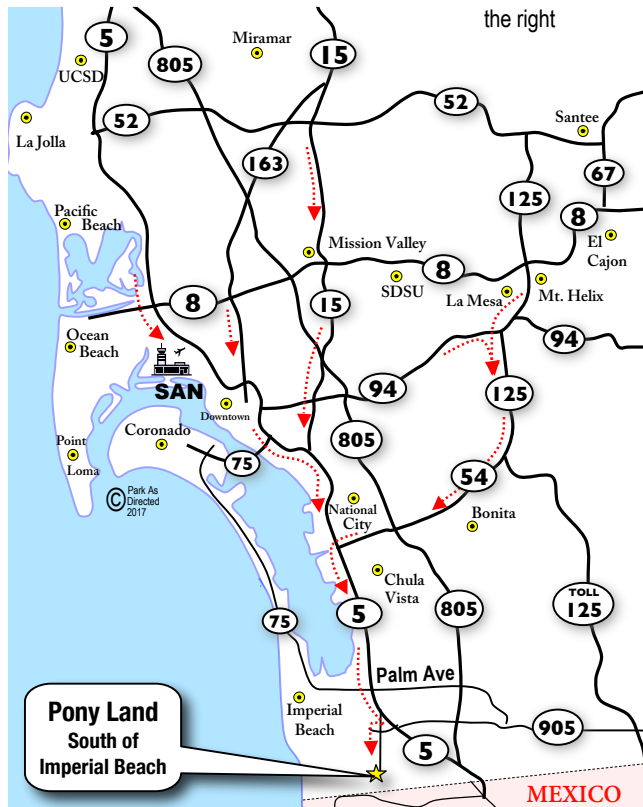 the right
5
805
Miramar
15
UCSD
52
52
Santee
La Jolla
163
67
125
Pacific
Beach
8
Mission Valley
El
Cajon
8
SDSU
La Mesa
Mt. Helix
8
15
Ocean
Beach
94
SAN
94
125
Downtown
Coronado
805
Point
Loma
75
54
© Park As
Directed
2017
National
City
Bonita
Chula
Vista
TOLL
125
75
5
805
Palm Ave
Imperial
Beach
905
5
Pony Land
South of
Imperial Beach
MEXICO